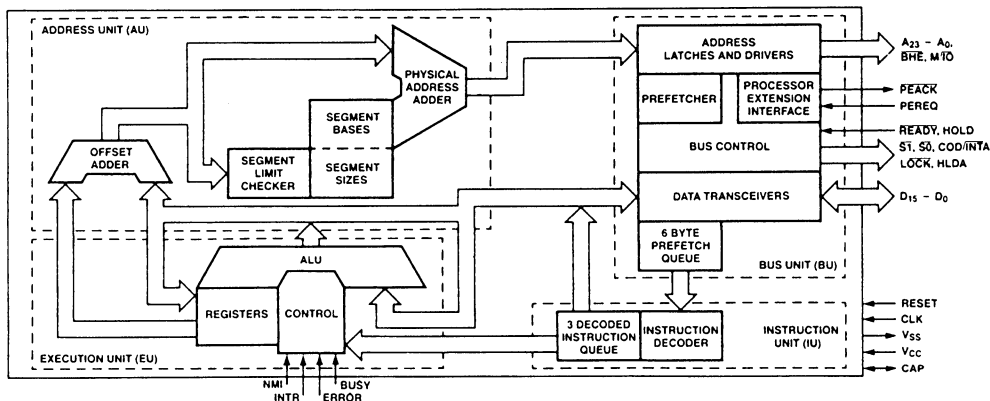 ADDRESS UNIT (AU)
PHYSICAL
ADDRESS
ADDER
OFFSET
ADDER
SEGMENT
BASES
SEGMENT
LIMIT
CHECKER
SEGMENT
SIZES
ADDRESS
LATCHES AND DRIVERS
PREFETCHER
PROCESSOR
EXTENSION
INTERFACE
BUS CONTROL
DATA TRANSCEIVERS
6 BYTE
PREFETCH
QUEUE
BUS UNIT (BU)
A23 – A0,
BHE, M/IO
PEACK
PEREQ
READY, HOLD
S1, S0, COD/INTA
LOCK, HLDA
D15 – D0
ALU
REGISTERS
CONTROL
EXECUTION UNIT (EU)
NMI
INTR
BUSY
ERROR
3 DECODED
INSTRUCTION
QUEUE
INSTRUCTION
DECODER
INSTRUCTION
UNIT (IU)
RESET
CLK
VSS
VCC
CAP